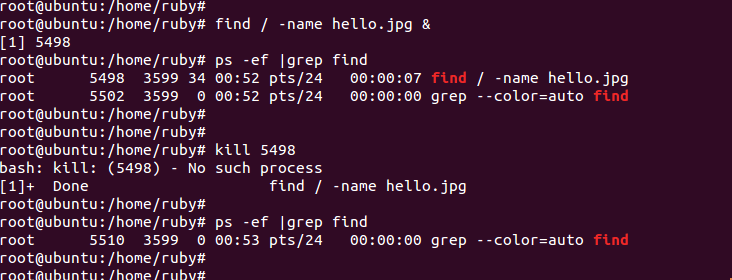 root@ubuntu:/home/ruby#
root@ubuntu:/home/ruby# find / -name hello.jpg &
[1] 5498
root@ubuntu:/home/ruby# ps -ef |grep find
root      5498  3599 34 00:52 pts/24   00:00:07 find / -name hello.jpg
root      5502  3599  0 00:52 pts/24   00:00:00 grep --color=auto find
root@ubuntu:/home/ruby#
root@ubuntu:/home/ruby#
root@ubuntu:/home/ruby# kill 5498
bash: kill: (5498) - No such process
[1]+  Done                    find / -name hello.jpg
root@ubuntu:/home/ruby#
root@ubuntu:/home/ruby# ps -ef |grep find
root      5510  3599  0 00:53 pts/24   00:00:00 grep --color=auto find
root@ubuntu:/home/ruby#
root@ubuntu:/home/ruby#